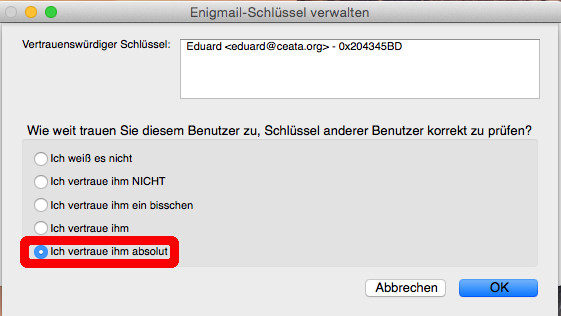 Enigmail-Schlüssel verwalten
Vertrauenswürdiger Schlüssel:
Eduard <eduard@ceata.org> - 0x204345BD
Wie weit trauen Sie diesem Benutzer zu, Schlüssel anderer Benutzer korrekt zu prüfen?
Ich weiß es nicht
Ich vertraue ihm NICHT
Ich vertraue ihm ein bisschen
Ich vertraue ihm
Ich vertraue ihm absolut
Abbrechen
OK